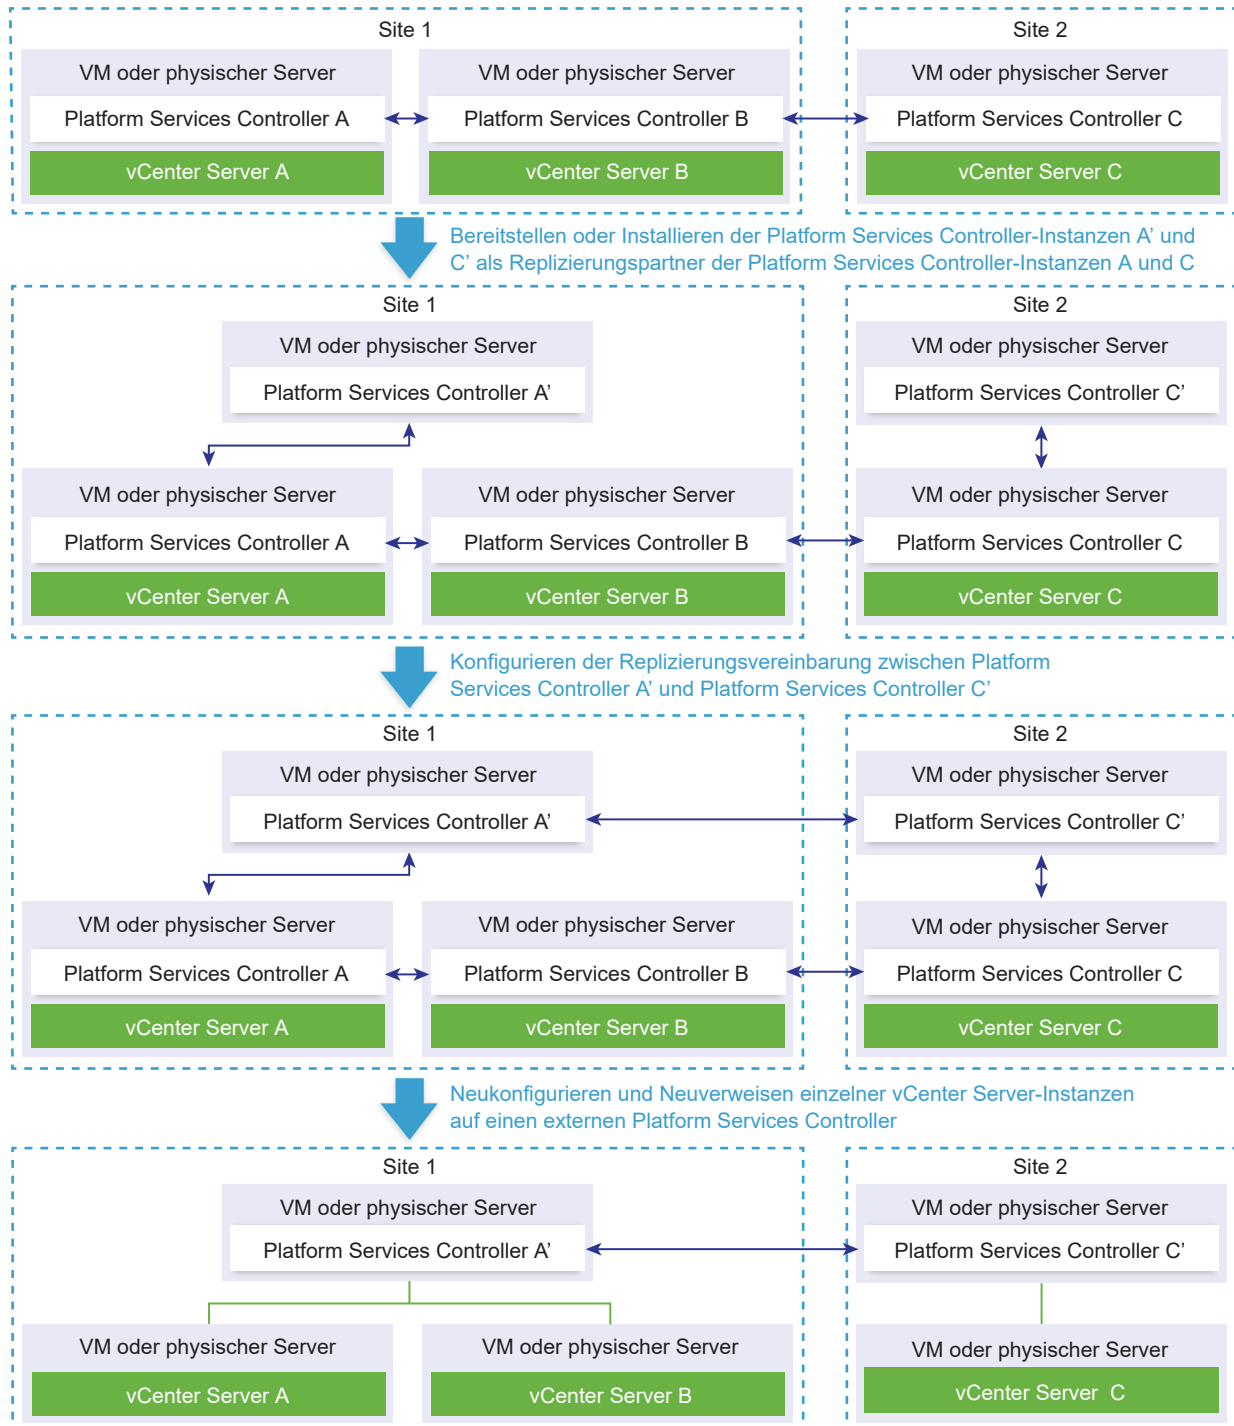 Site 1
Site 2
VM oder physischer Server
VM oder physischer Server
VM oder physischer Server
Platform Services Controller A
Platform Services Controller B
Platform Services Controller C
vCenter Server A
vCenter Server B
vCenter Server C
Bereitstellen oder Installieren der Platform Services Controller-Instanzen A' und
C' als Replizierungspartner der Platform Services Controller-Instanzen A und C
Site 1
Site 2
VM oder physischer Server
VM oder physischer Server
Platform Services Controller A'
Platform Services Controller C'
VM oder physischer Server
VM oder physischer Server
VM oder physischer Server
Platform Services Controller A
Platform Services Controller B
Platform Services Controller C
vCenter Server A
vCenter Server B
vCenter Server C
Konfigurieren der Replizierungsvereinbarung zwischen Platform
Services Controller A' und Platform Services Controller C'
Site 1
Site 2
VM oder physischer Server
VM oder physischer Server
Platform Services Controller A'
Platform Services Controller C'
VM oder physischer Server
VM oder physischer Server
VM oder physischer Server
Platform Services Controller A
Platform Services Controller B
Platform Services Controller C
vCenter Server A
vCenter Server B
vCenter Server C
Neukonfigurieren und Neuverweisen einzelner vCenter Server-Instanzen
auf einen externen Platform Services Controller
Site 1
Site 2
VM oder physischer Server
VM oder physischer Server
Platform Services Controller A'
Platform Services Controller C'
VM oder physischer Server
VM oder physischer Server
VM oder physischer Server
vCenter Server A
vCenter Server B
vCenter Server C